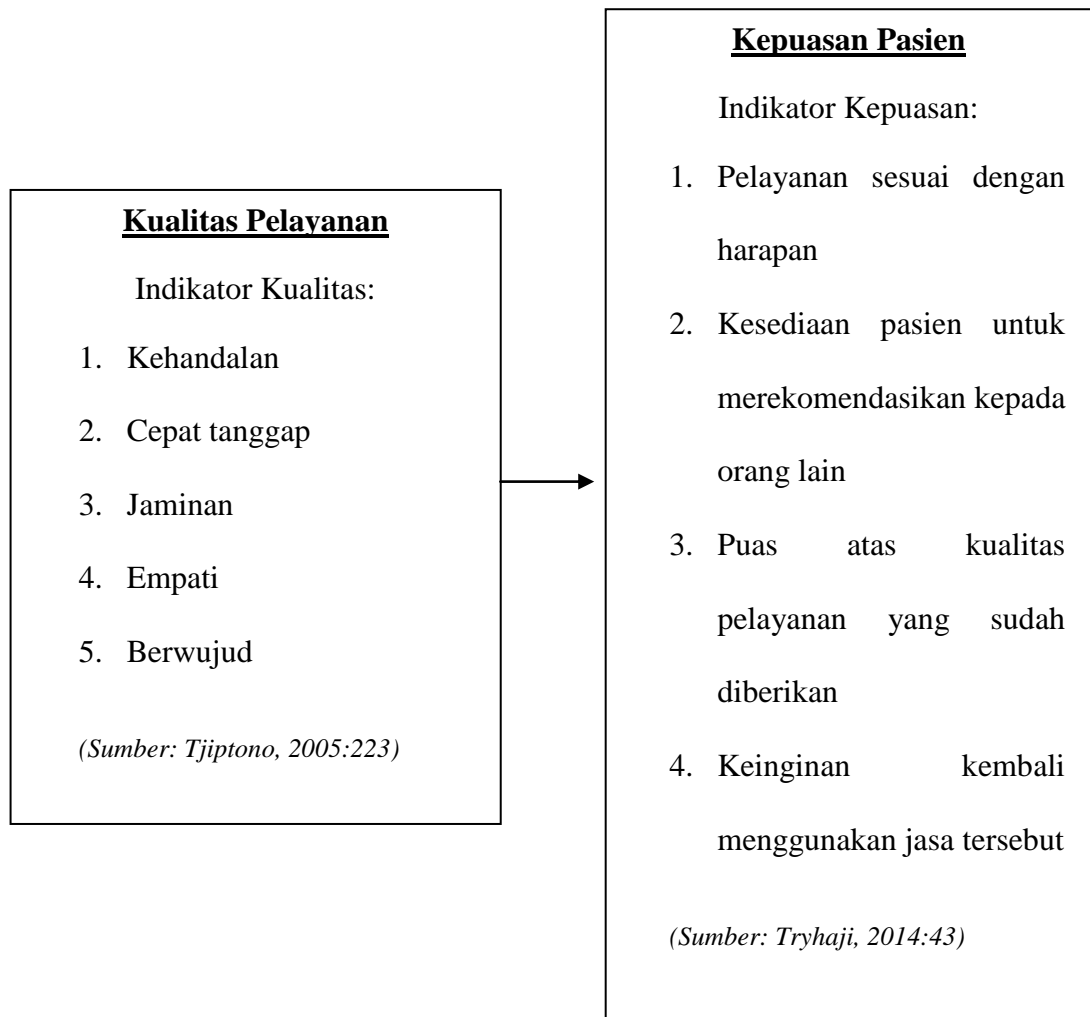 Kualitas Pelayanan
Indikator Kualitas:
1. Kehandalan
2. Cepat tanggap
3. Jaminan
4. Empati
5. Berwujud
(Sumber: Tjiptono, 2005:223)
Kepuasan Pasien
Indikator Kepuasan:
1. Pelayanan sesuai dengan
harapan
2. Kesediaan pasien untuk
merekomendasikan kepada
orang lain
3. Puas atas kualitas
pelayanan yang sudah
diberikan
4. Keinginan kembali
menggunakan jasa tersebut
(Sumber: Tryhaji, 2014:43)